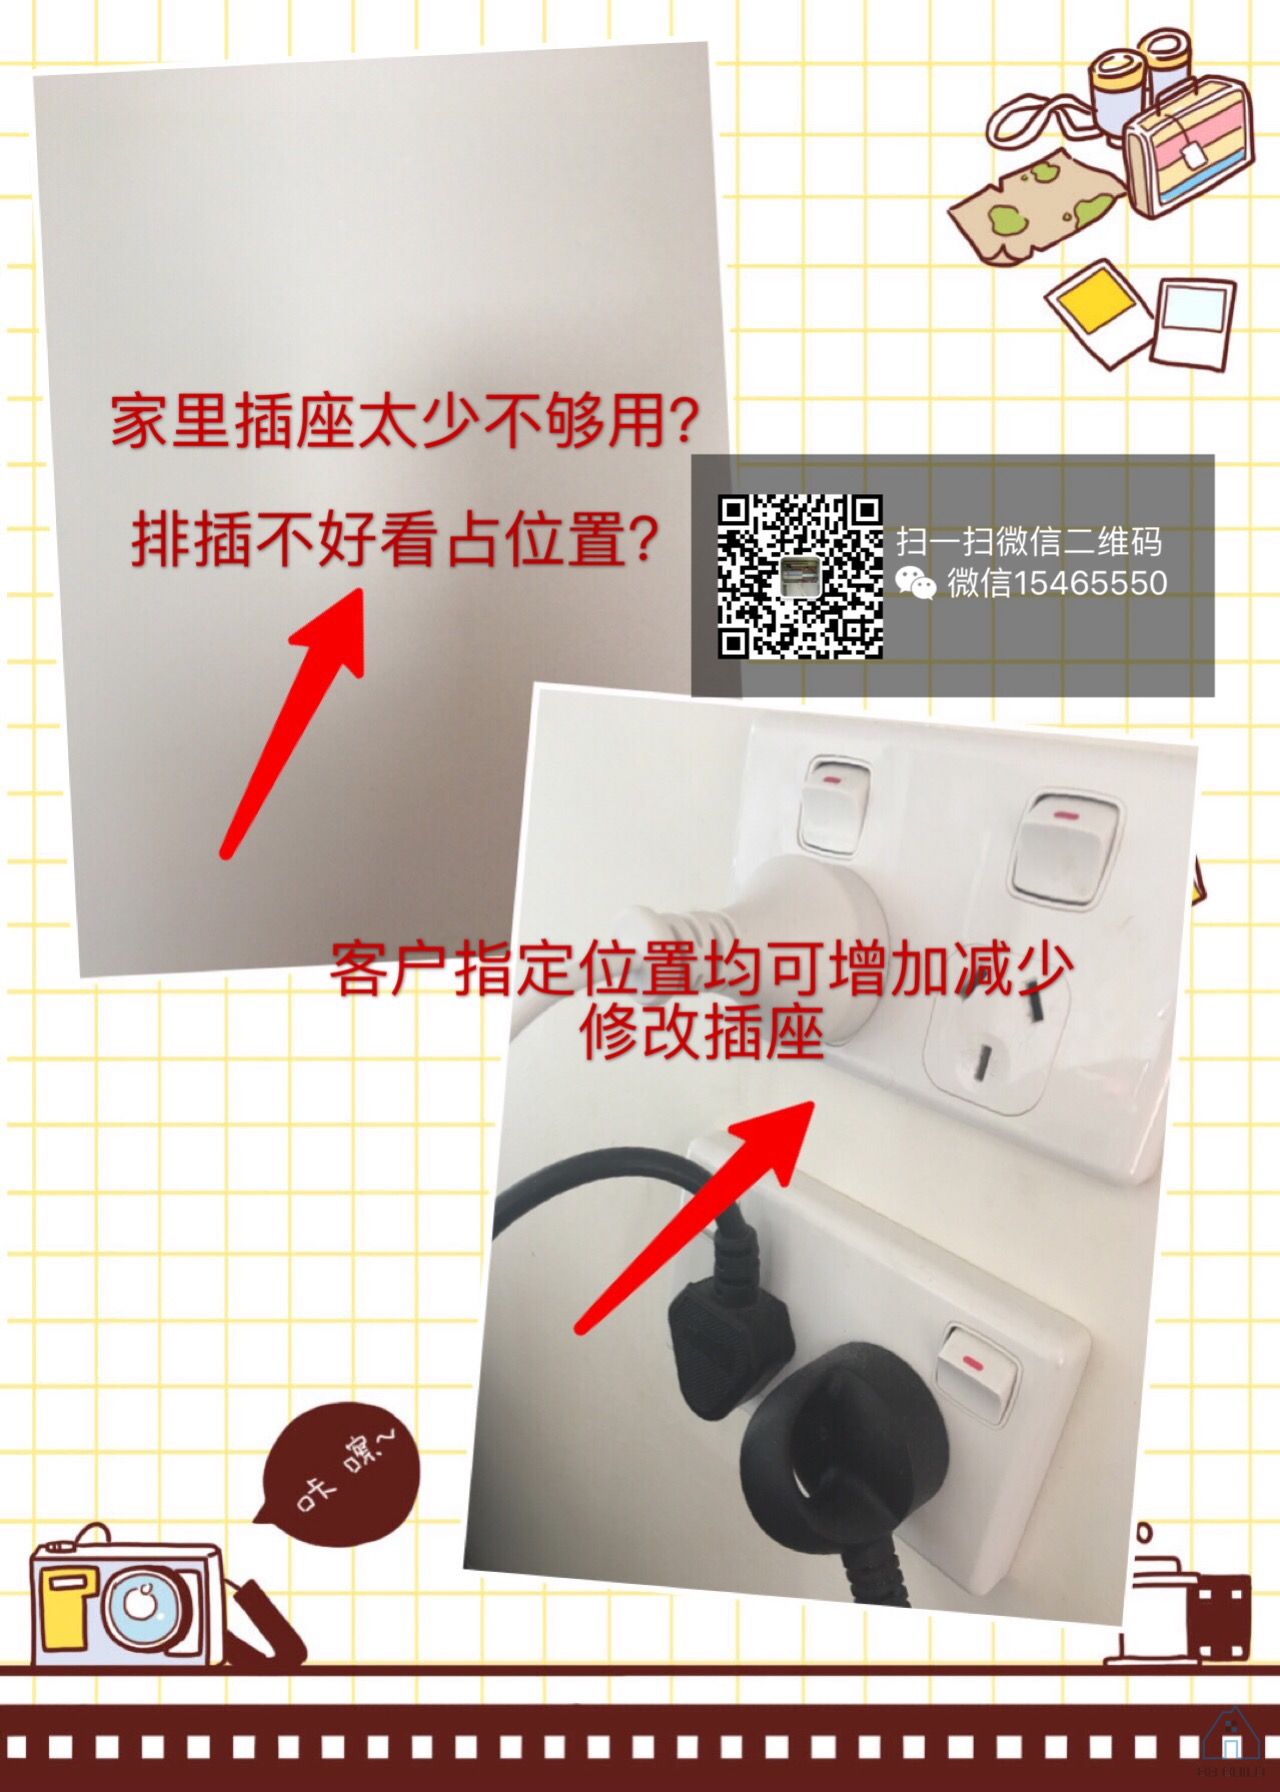 家里插座太少不够用?
排插不好看占位置?
扫一扫微信二维码
微信15465550
客户指定位置均可增加减少
修改插座
咔 嚓~